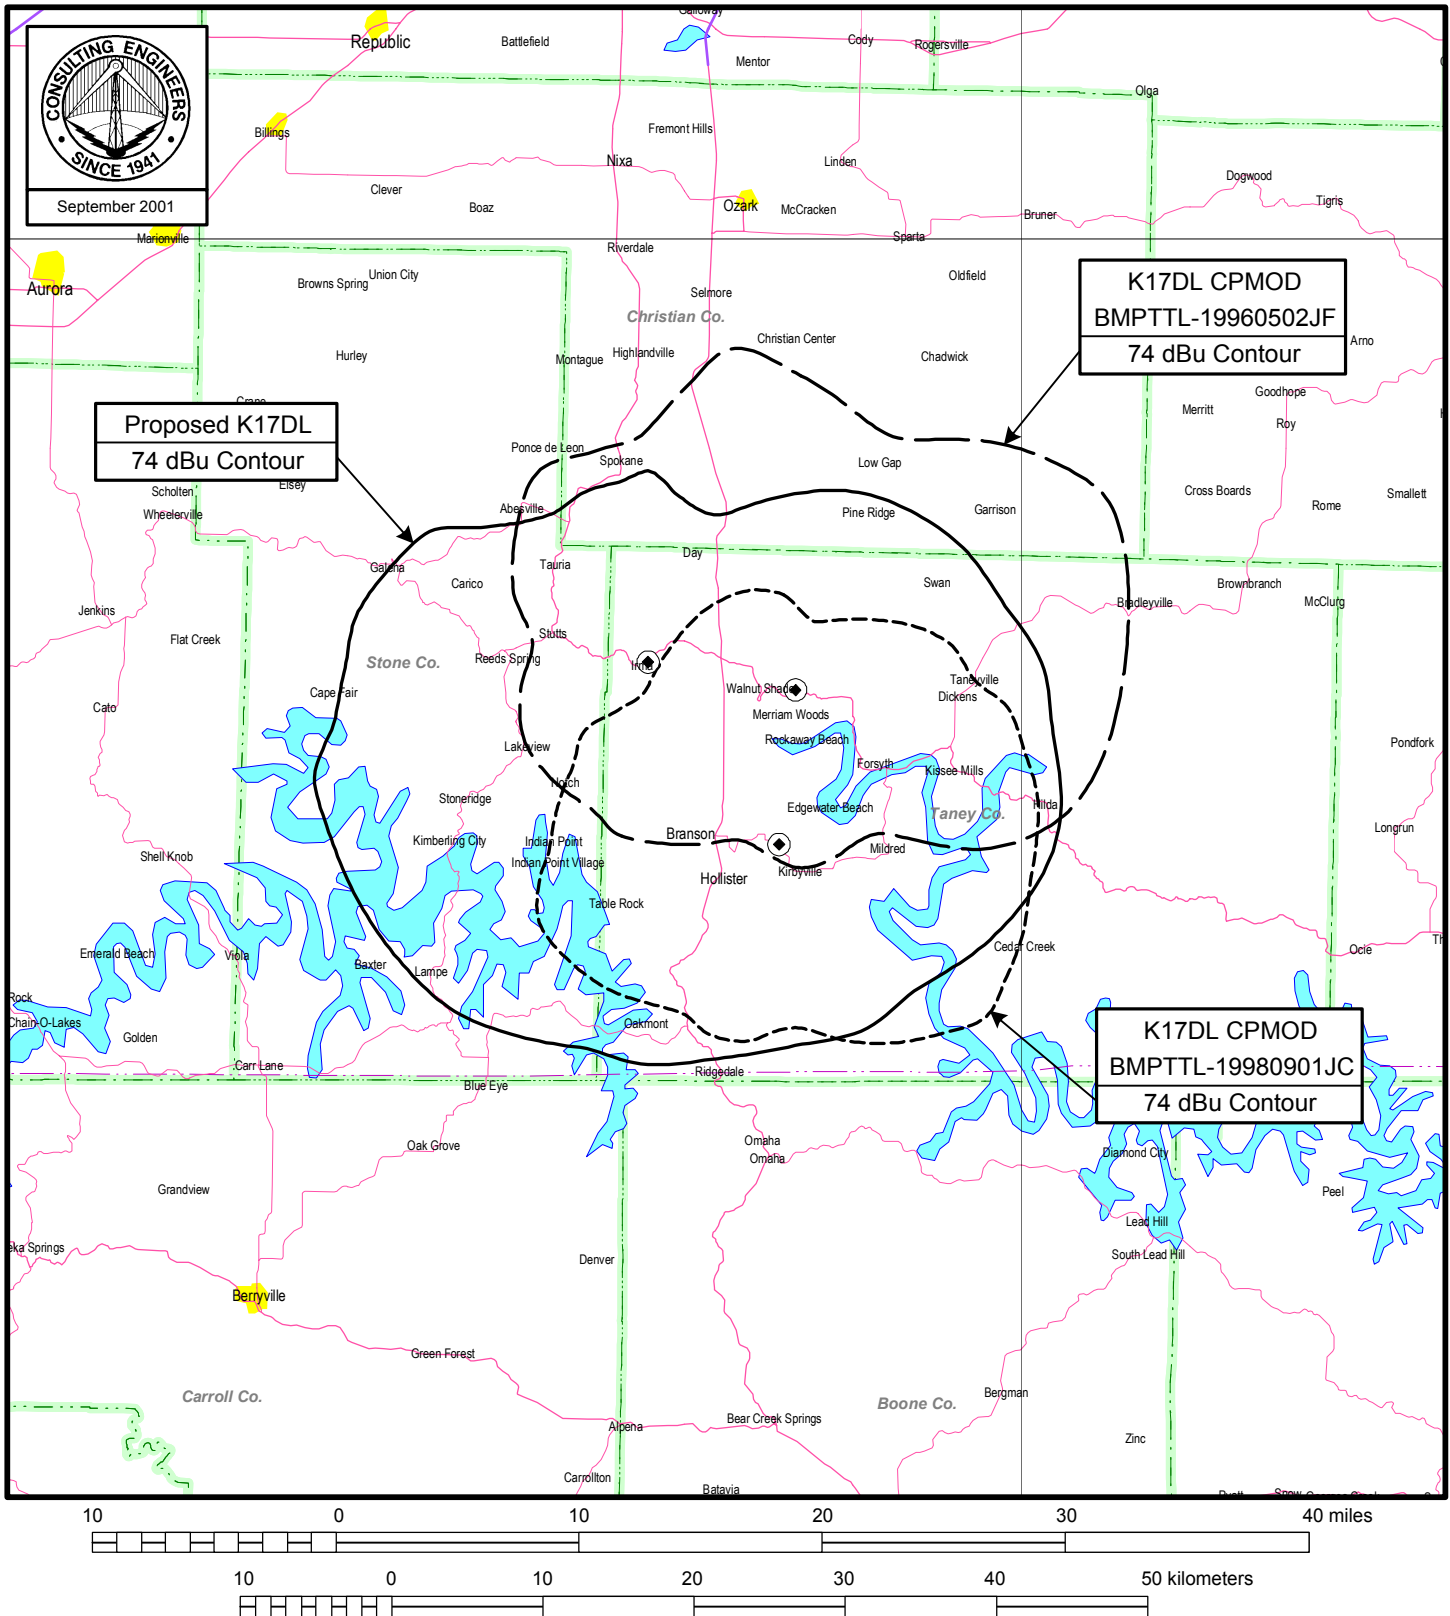 Galloway
Republic
Battlefield
Cody
Rogersville
Mentor
CONSULTING ENGINEERS
SINCE 1941
September 2001
Olga
Billings
Fremont Hills
Nixa
Linden
Clever
Boaz
Ozark
McCracken
Dogwood
Tigris
Bruner
Marionville
Sparta
Riverdale
Aurora
Browns Spring
Union City
Oldfield
Selmore
K17DL CPMOD
BMPTTL-19960502JF
74 dBu Contour
Christian Co.
Christian Center
Arno
Hurley
Montague
Highlandville
Chadwick
Goodhope
Crane
Merritt
Roy
Proposed K17DL
74 dBu Contour
Ponce de Leon
Spokane
Low Gap
Elsey
Scholten
Cross Boards
Smallett
Wheelerville
Abesville
Pine Ridge
Garrison
Rome
Day
Galena
Carico
Tauria
Swan
Brownbranch
Jenkins
Bradleyville
McClurg
Flat Creek
Stutts
Stone Co.
Reeds Spring
Irma
Cape Fair
Walnut Shade
Taneyville
Dickens
Cato
Merriam Woods
Lakeview
Rockaway Beach
Pondfork
Forsyth
Kissee Mills
Notch
Stoneridge
Edgewater Beach
Taney Co.
Hilda
Kimberling City
Indian Point
Branson
Longrun
Shell Knob
Indian Point Village
Mildred
Hollister
Kirbyville
Table Rock
Emerald Beach
Viola
Baxter
Lampe
Cedar Creek
Ocie
Th
Rock
Chain-O-Lakes
Golden
Oakmont
K17DL CPMOD
BMPTTL-19980901JC
74 dBu Contour
Carr Lane
Blue Eye
Ridgedale
Oak Grove
Omaha
Omaha
Diamond City
Grandview
Peel
Lead Hill
eka Springs
Denver
South Lead Hill
Berryville
Green Forest
Carroll Co.
Boone Co.
Bergman
Alpena
Bear Creek Springs
Zinc
Carrollton
Batavia
10 0 10 20 30 40 miles
10 0 10 20 30 40 50 kilometers